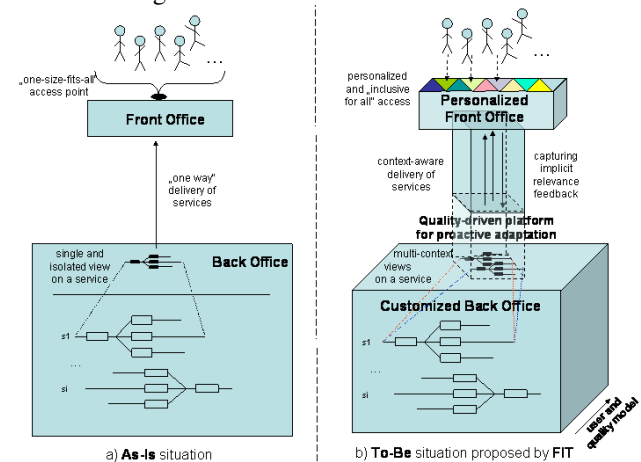 ...
„one-size-fits-all"
access point
Front Office
„one way"
delivery of
services
single and
isolated view
on a service
Back Office
s1
...
si
a) As-Is situation
...
personalized
and „inclusive
for all" access
Personalized
Front Office
context-aware
delivery of
services
capturing
implicit
relevance
feedback
Quality-driven platform
for proactive adaptation
multi-context
views
on a service
Customized Back Office
s1
...
si
user and
quality model
b) To-Be situation proposed by FIT